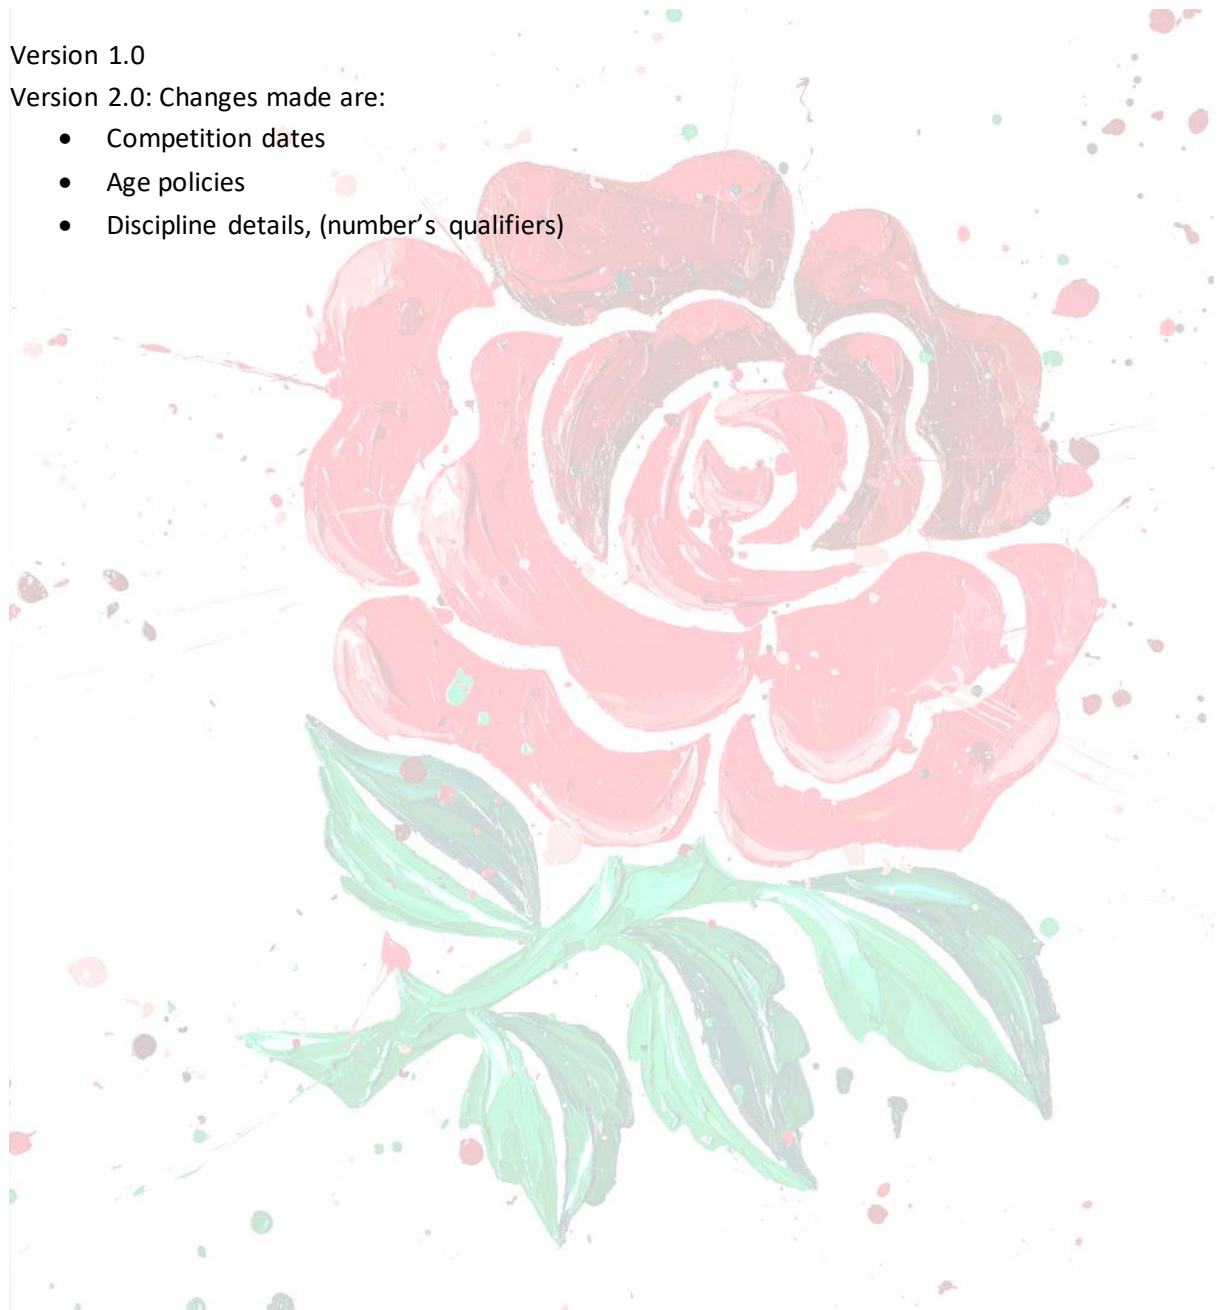 Version 1.0
Version 2.0: Changes made are:
• Competition dates
• Age policies
• Discipline details, (number’s qualifiers)